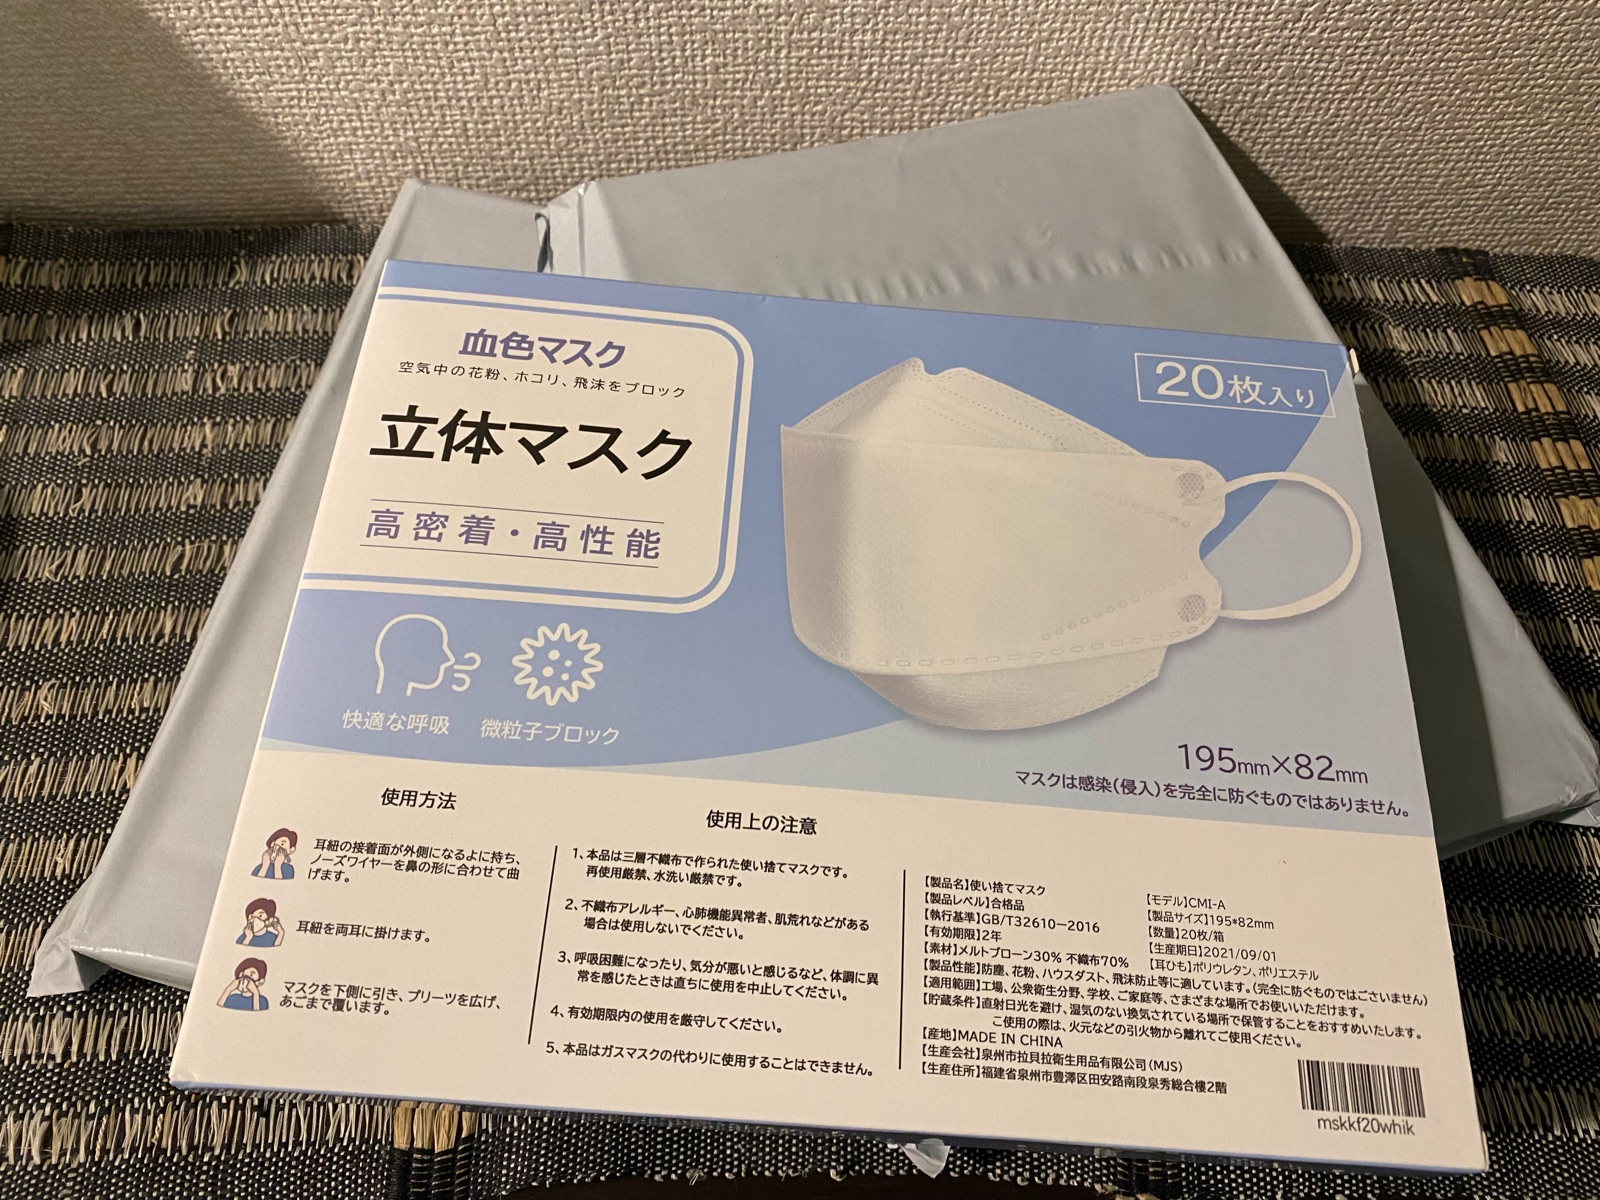 血色マスク
空気中の花粉、ホコリ、飛沫をブロック
立体マスク
高密着・高性能
20枚入り
快適な呼吸
微粒子ブロック
195mm×82mm
マスクは感染(侵入)を完全に防ぐものではありません。
使用方法
耳紐の接着面が外側になるよに持ち、
ノーズワイヤーを鼻の形に合わせて曲
げます。
耳紐を両耳に掛けます。
マスクを下側に引き、プリーツを広げ、
あごまで覆います。
使用上の注意
1、本品は三層不織布で作られた使い捨てマスクです。
再使用厳禁、水洗い厳禁です。
2、不織布アレルギー、心肺機能異常者、肌荒れなどがある
場合は使用しないでください。
3、呼吸困難になったり、気分が悪いと感じるなど、体調に異
常を感じたときは直ちに使用を中止してください。
4、有効期限内の使用を厳守してください。
5、本品はガスマスクの代わりに使用することはできません。
【製品名】使い捨てマスク
【製品レベル】合格品
【執行基準】GB/T32610-2016
【有効期限】2年
【素材】メルトブローン30% 不織布70%
【モデル】CMI-A
【製品サイズ】195*82mm
【数量】20枚/箱
【生産期日】2021/09/01
【耳ひも】ポリウレタン、ポリエステル
【製品性能】防塵、花粉、ハウスダスト、飛沫防止等に適しています。(完全に防ぐものではごさいません)
【適用範囲】工場、公衆衛生分野、学校、ご家庭等、さまざまな場所でお使いいただけます。
【貯蔵条件】直射日光を避け、湿気のない換気されている場所で保管することをおすすめいたします。
ご使用の際は、火元などの引火物から離れてご使用ください。
【産地】MADE IN CHINA
【生産会社】泉州市拉貝拉衛生用品有限公司(MJS)
【生産住所】福建省泉州市豊澤区田安路南段泉秀総合樓2階
mskkf20whik